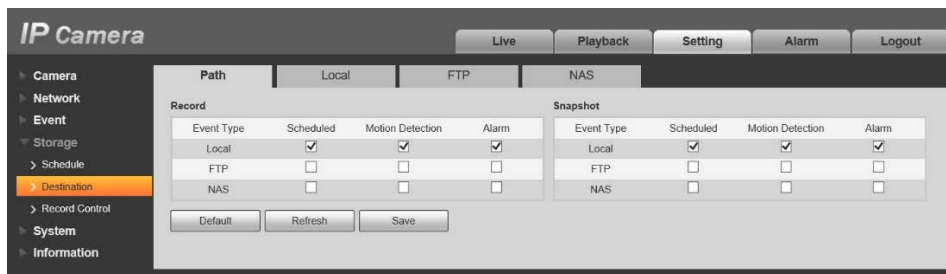 IP Camera
Live Playback Setting Alarm Logout
Camera
Network
Event
Storage
Schedule
Destination
Record Control
System
Information
Path Local FTP NAS
Record
Event Type Scheduled Motion Detection Alarm
Local
FTP
NAS
Snapshot
Event Type Scheduled Motion Detection Alarm
Local
FTP
NAS
Default Refresh Save